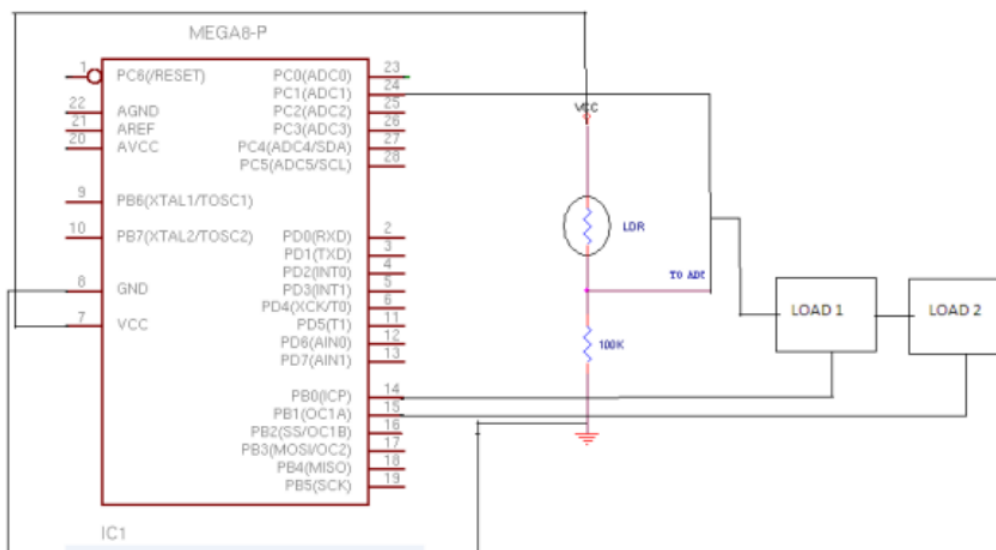 MEGA8-P
1 PC6(/RESET)
22 AGND
21 AREF
20 AVCC
9 PB6(XTAL1/TOSC1)
10 PB7(XTAL2/TOSC2)
8 GND
7 VCC
PC0(ADC0) 23
PC1(ADC1) 24
PC2(ADC2) 25
PC3(ADC3) 26
PC4(ADC4/SDA) 27
PC5(ADC5/SCL) 28
PD0(RXD) 2
PD1(TXD) 3
PD2(INT0) 4
PD3(INT1) 5
PD4(XCK/T0) 6
PD5(T1) 11
PD6(AIN0) 12
PD7(AIN1) 13
PB0(ICP) 14
PB1(OC1A) 15
PB2(SS/OC1B) 16
PB3(MOSI/OC2) 17
PB4(MISO) 18
PB5(SCK) 19
IC1
VCC
LDR
TO ADC
100K
LOAD 1
LOAD 2